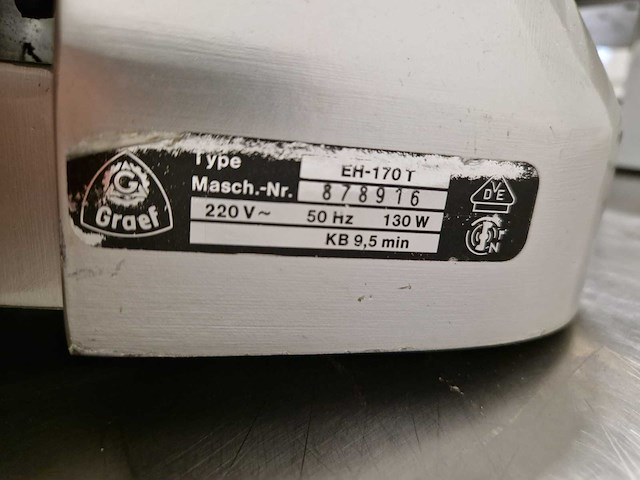 G
Graef
Type EH-170 T
Masch.-Nr. 878916
220 V~ 50 Hz 130 W
KB 9,5 min
VDE
N